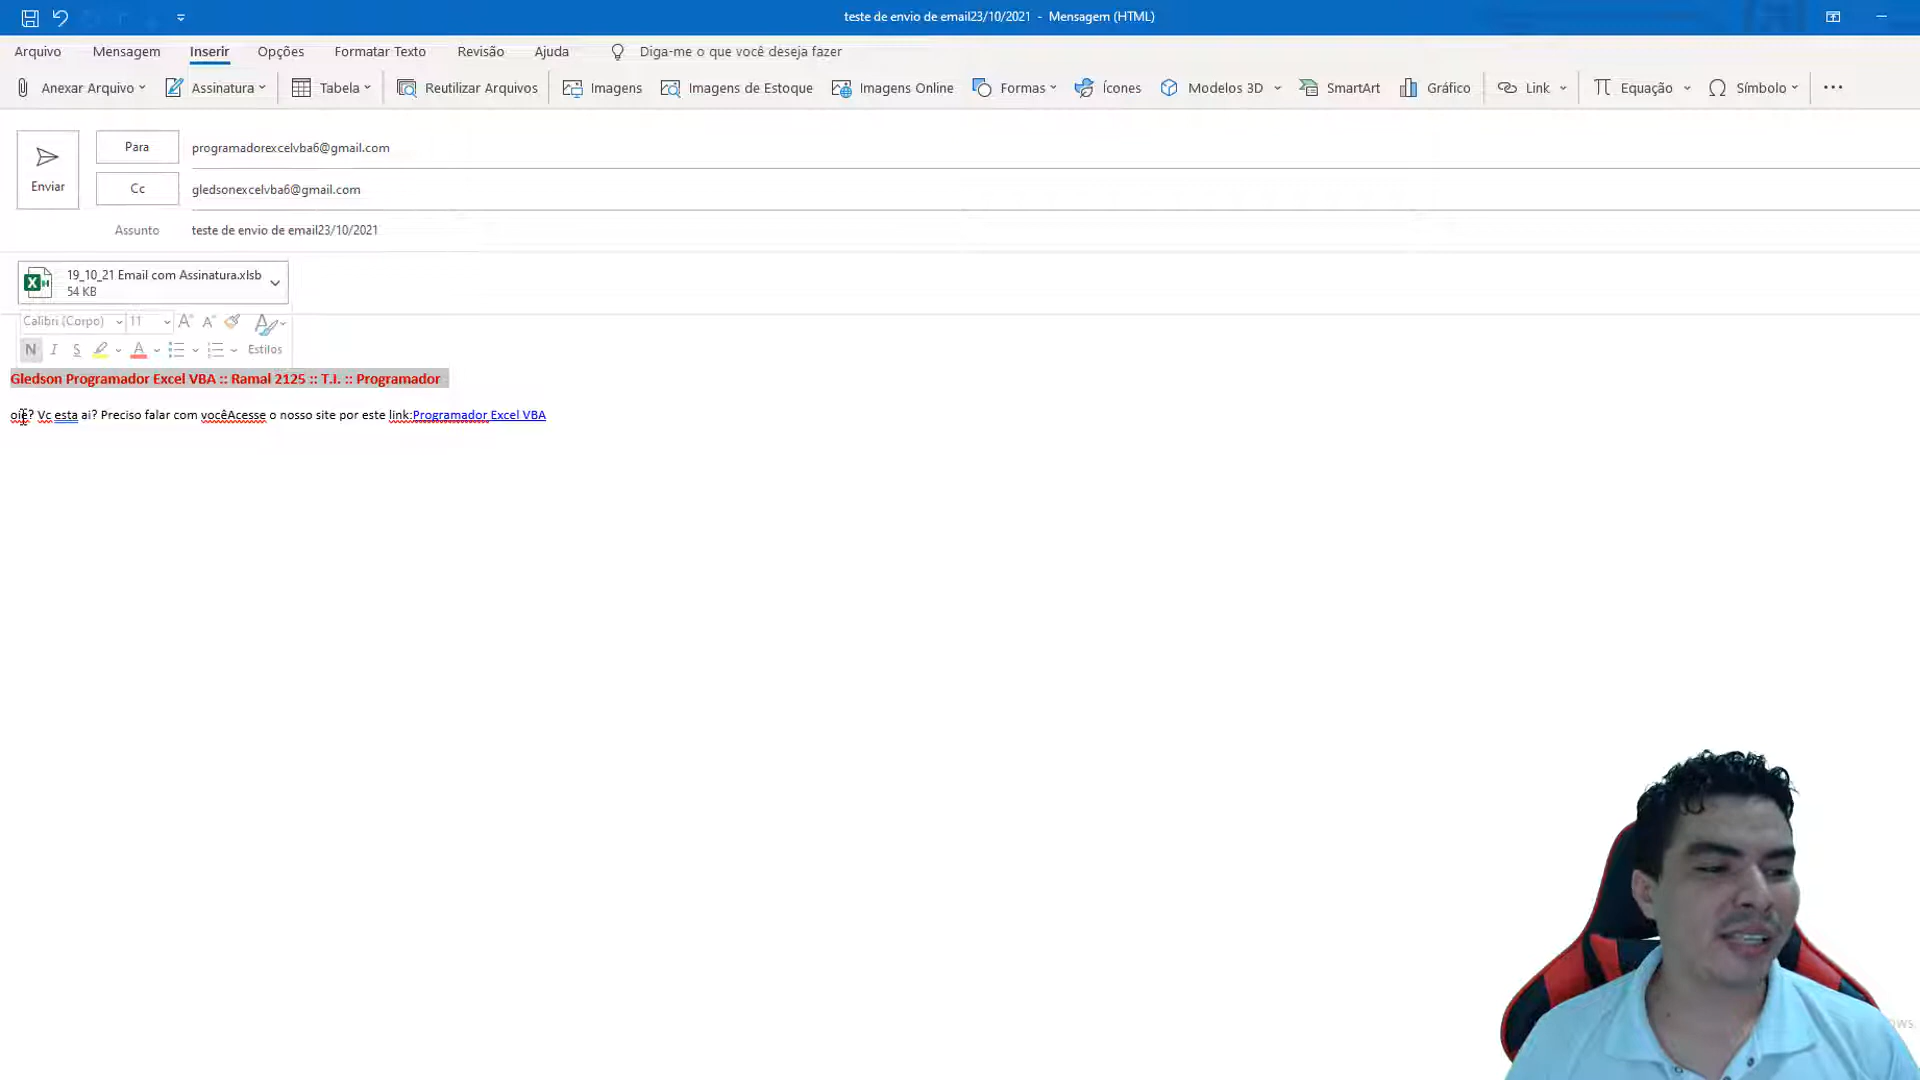 teste de envio de email23/10/2021 - Mensagem (HTML)
Arquivo Mensagem Inserir Opções Formatar Texto Revisão Ajuda Diga-me o que você deseja fazer
Anexar Arquivo Assinatura Tabela Reutilizar Arquivos Imagens Imagens de Estoque Imagens Online Formas Ícones Modelos 3D SmartArt Gráfico Link Equação Símbolo ...
Enviar
Para programadorexcelvba6@gmail.com
Cc gledsonexcelvba6@gmail.com
Assunto teste de envio de email23/10/2021
19_10_21 Email com Assinatura.xlsb
54 KB
Calibri (Corpo) 11
N I S Estilos
Gledson Programador Excel VBA :: Ramal 2125 :: T.I. :: Programador
oie? Vc esta ai? Preciso falar com vocêAcesse o nosso site por este link:Programador Excel VBA